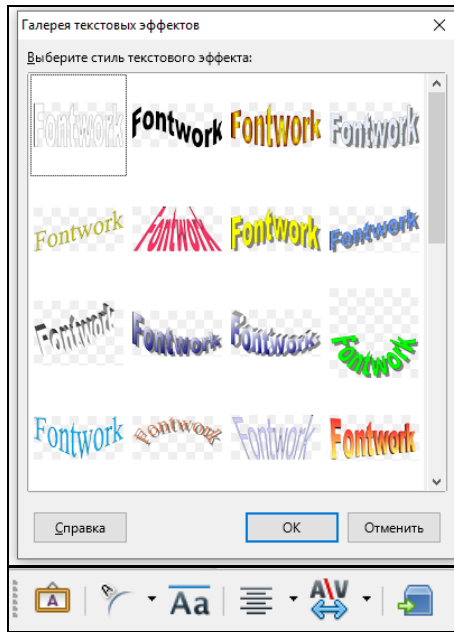 Галерея текстовых эффектов
Выберите стиль текстового эффекта:
Fontwork Fontwork Fontwork Fontwork
Fontwork Fontwork Fontwork Fontwork
Fontwork Fontwork Fontwork Fontwork
Fontwork Fontwork Fontwork Fontwork
Справка OK Отменить
A A Aa A\V